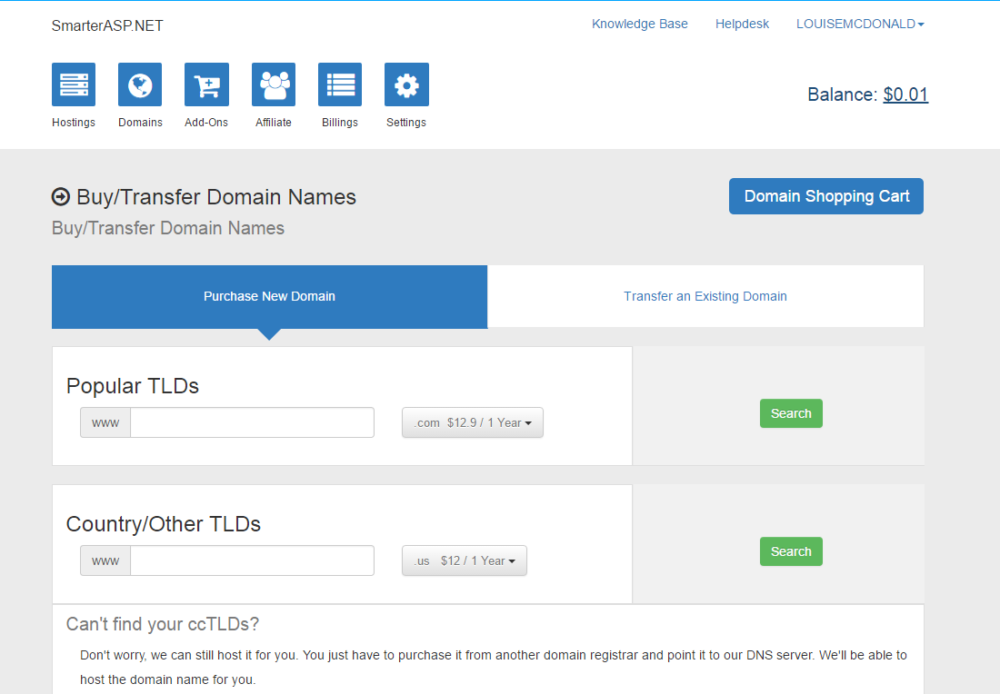 SmarterASP.NET
Knowledge Base Helpdesk LOUISEMCDONALD
Hostings Domains Add-Ons Affiliate Billings Settings
Balance: $0.01
Buy/Transfer Domain Names
Domain Shopping Cart
Buy/Transfer Domain Names
Purchase New Domain Transfer an Existing Domain
Popular TLDs
www .com $12.9 / 1 Year Search
Country/Other TLDs
www .us $12 / 1 Year Search
Can't find your ccTLDs?
Don't worry, we can still host it for you. You just have to purchase it from another domain registrar and point it to our DNS server. We'll be able to
host the domain name for you.